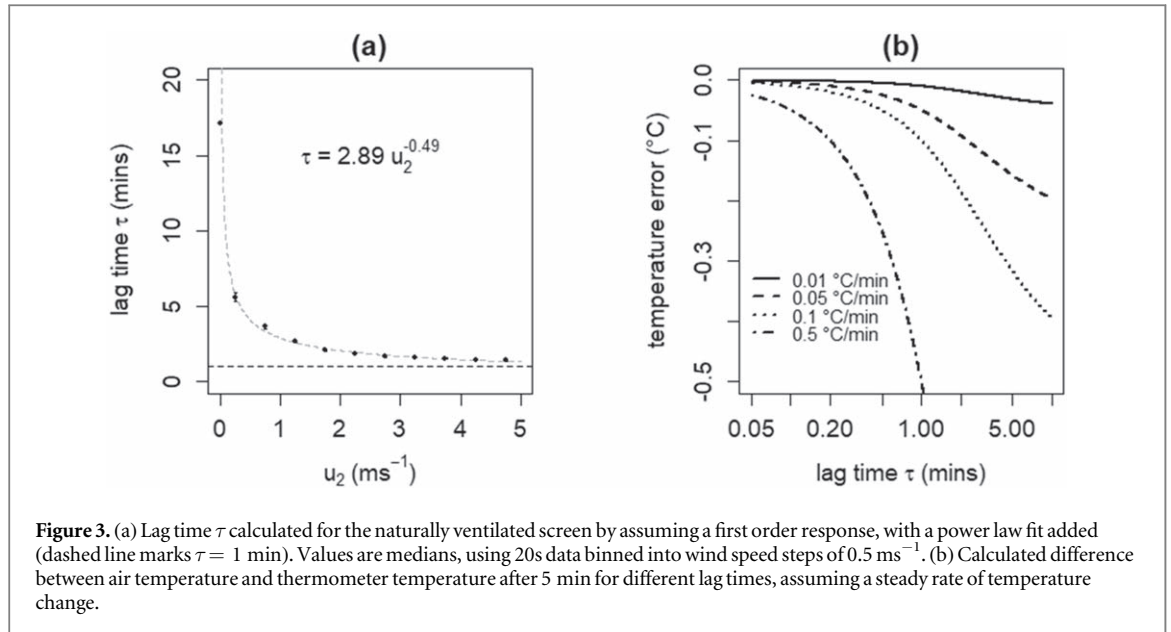 (a)
(b)
20
15
10
5
0
lag time τ (mins)
τ = 2.89 u₂^-0.49
0 1 2 3 4 5
u₂ (ms⁻¹)
0.0
-0.1
-0.3
-0.5
temperature error (°C)
0.01 °C/min
0.05 °C/min
0.1 °C/min
0.5 °C/min
0.05 0.20 1.00 5.00
lag time τ (mins)
Figure 3. (a) Lag time τ calculated for the naturally ventilated screen by assuming a first order response, with a power law fit added
(dashed line marks τ = 1 min). Values are medians, using 20s data binned into wind speed steps of 0.5 ms⁻¹. (b) Calculated difference
between air temperature and thermometer temperature after 5 min for different lag times, assuming a steady rate of temperature
change.